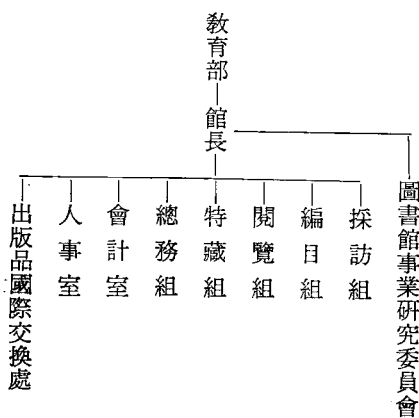 教育部
館長
圖書館事業研究委員會
採訪組
編目組
閱覽組
特藏組
總務組
會計室
人事室
出版品國際交換處